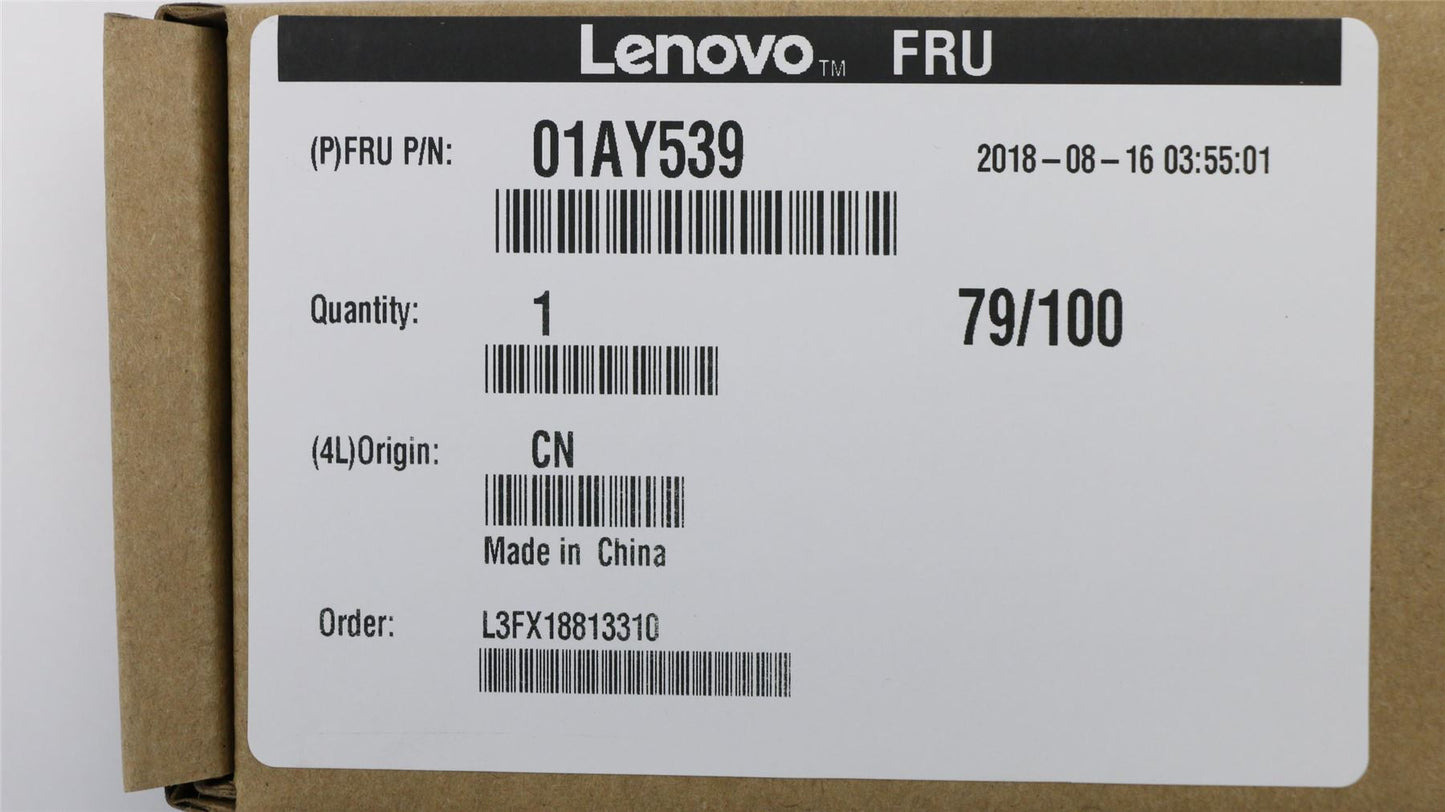 Lenovo™ FRU
(P)FRU P/N: 01AY539 2018-08-16 03:55:01
Quantity: 1 79/100
(4L)Origin: CN
Made in China
Order: L3FX18813310